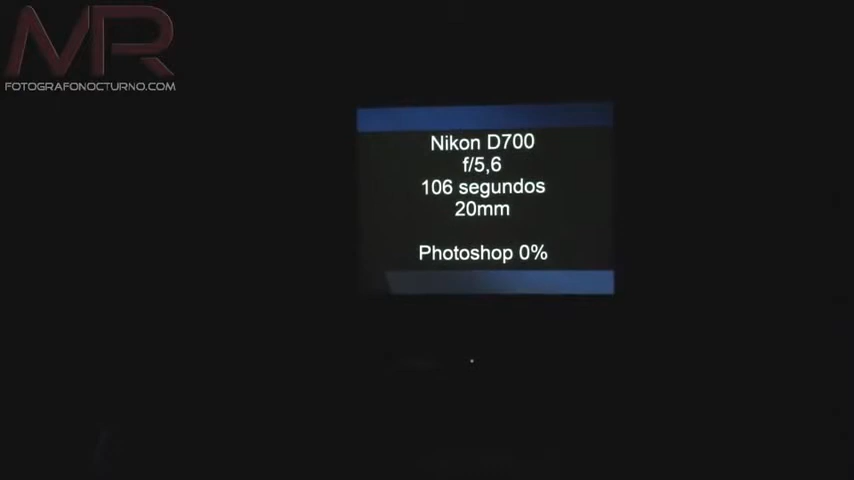 MR
FOTOGRAFONOCTURNO.COM
Nikon D700
f/5,6
106 segundos
20mm
Photoshop 0%